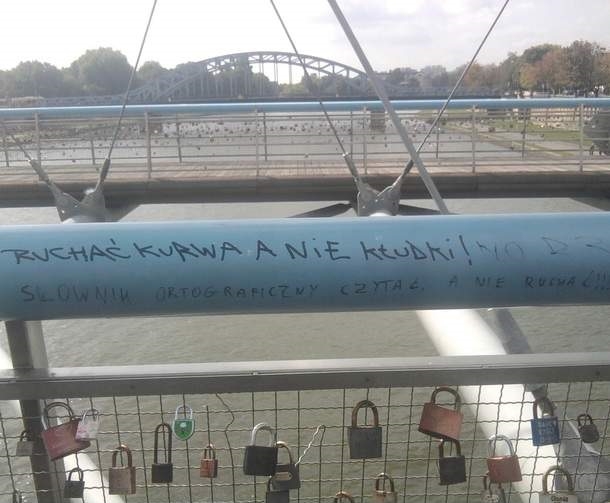 RUCHAĆ KURWA A NIE KŁUDKI!
SŁOWNIK ORTOGRAFICZNY CZYTAĆ, A NIE RUCHAĆ!!!